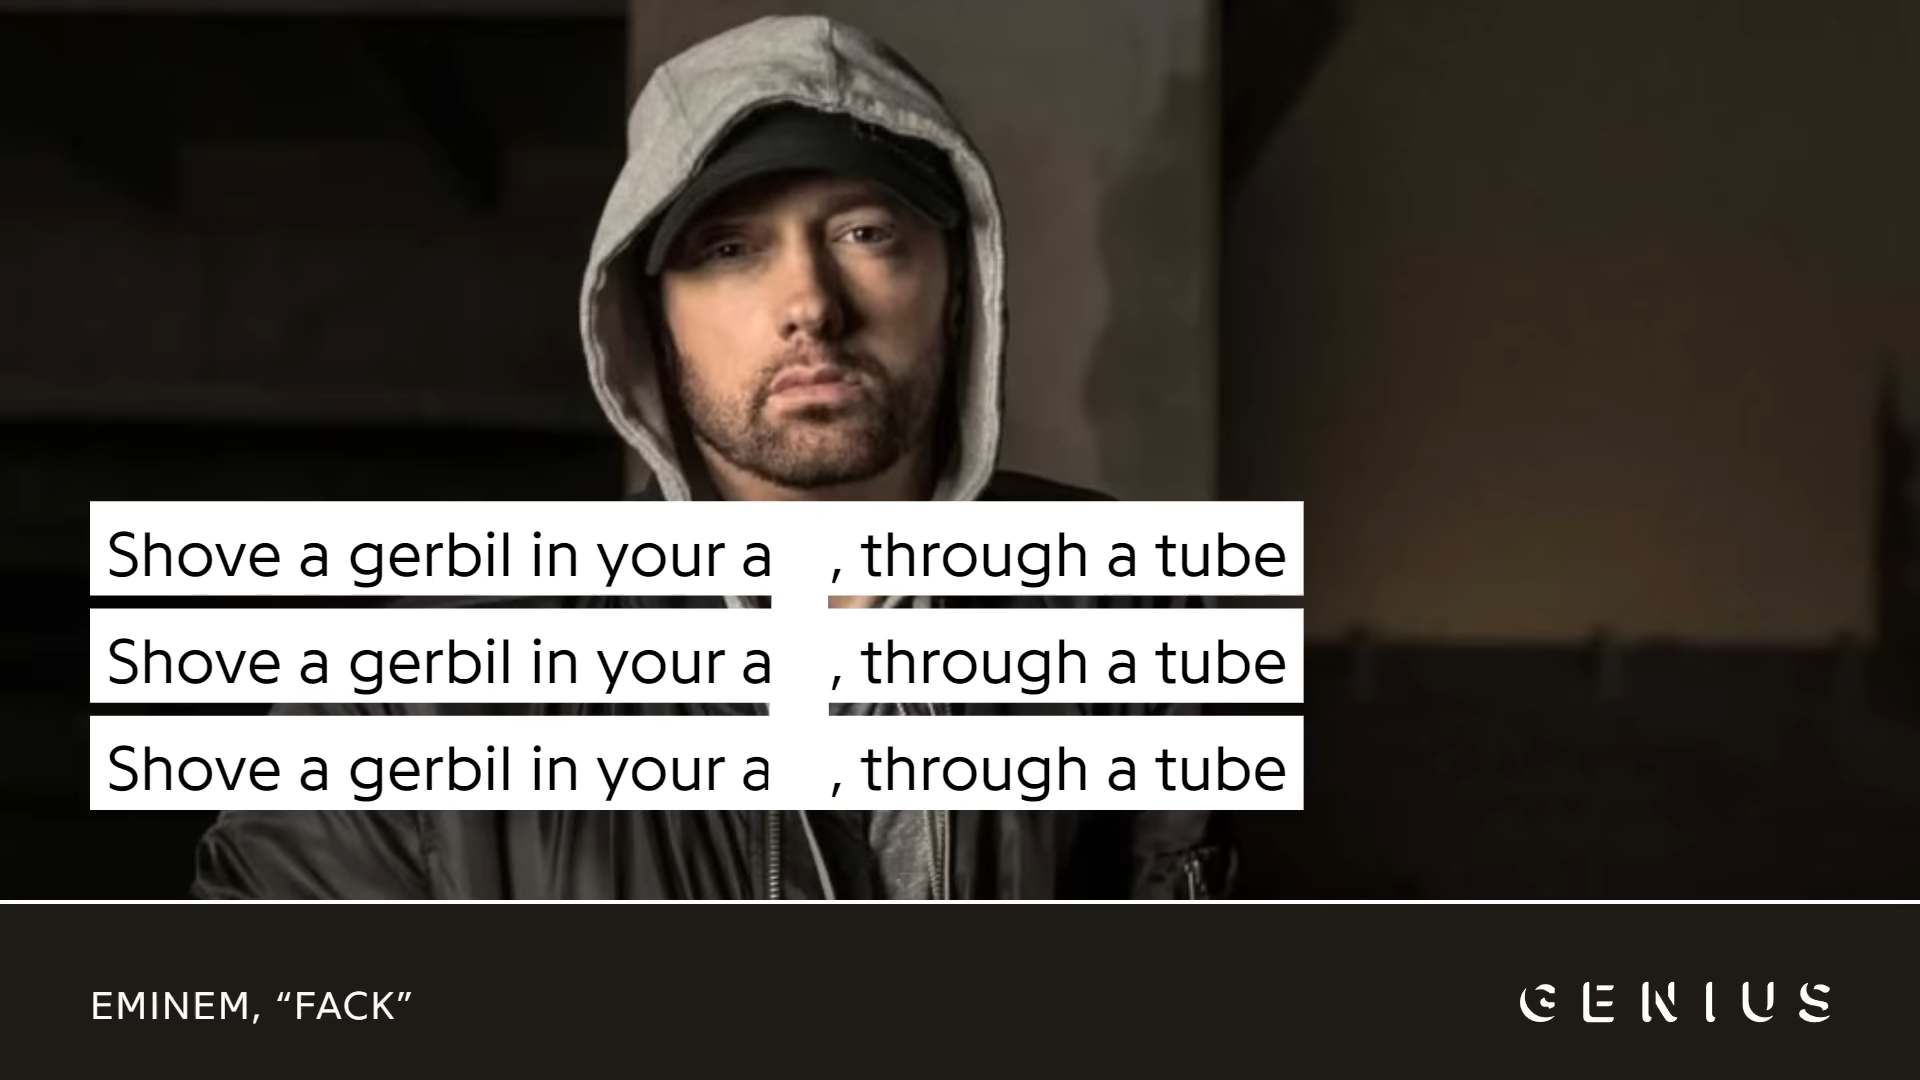 Shove a gerbil in your a , through a tube
Shove a gerbil in your a , through a tube
Shove a gerbil in your a , through a tube
EMINEM, “FACK”
GENIUS